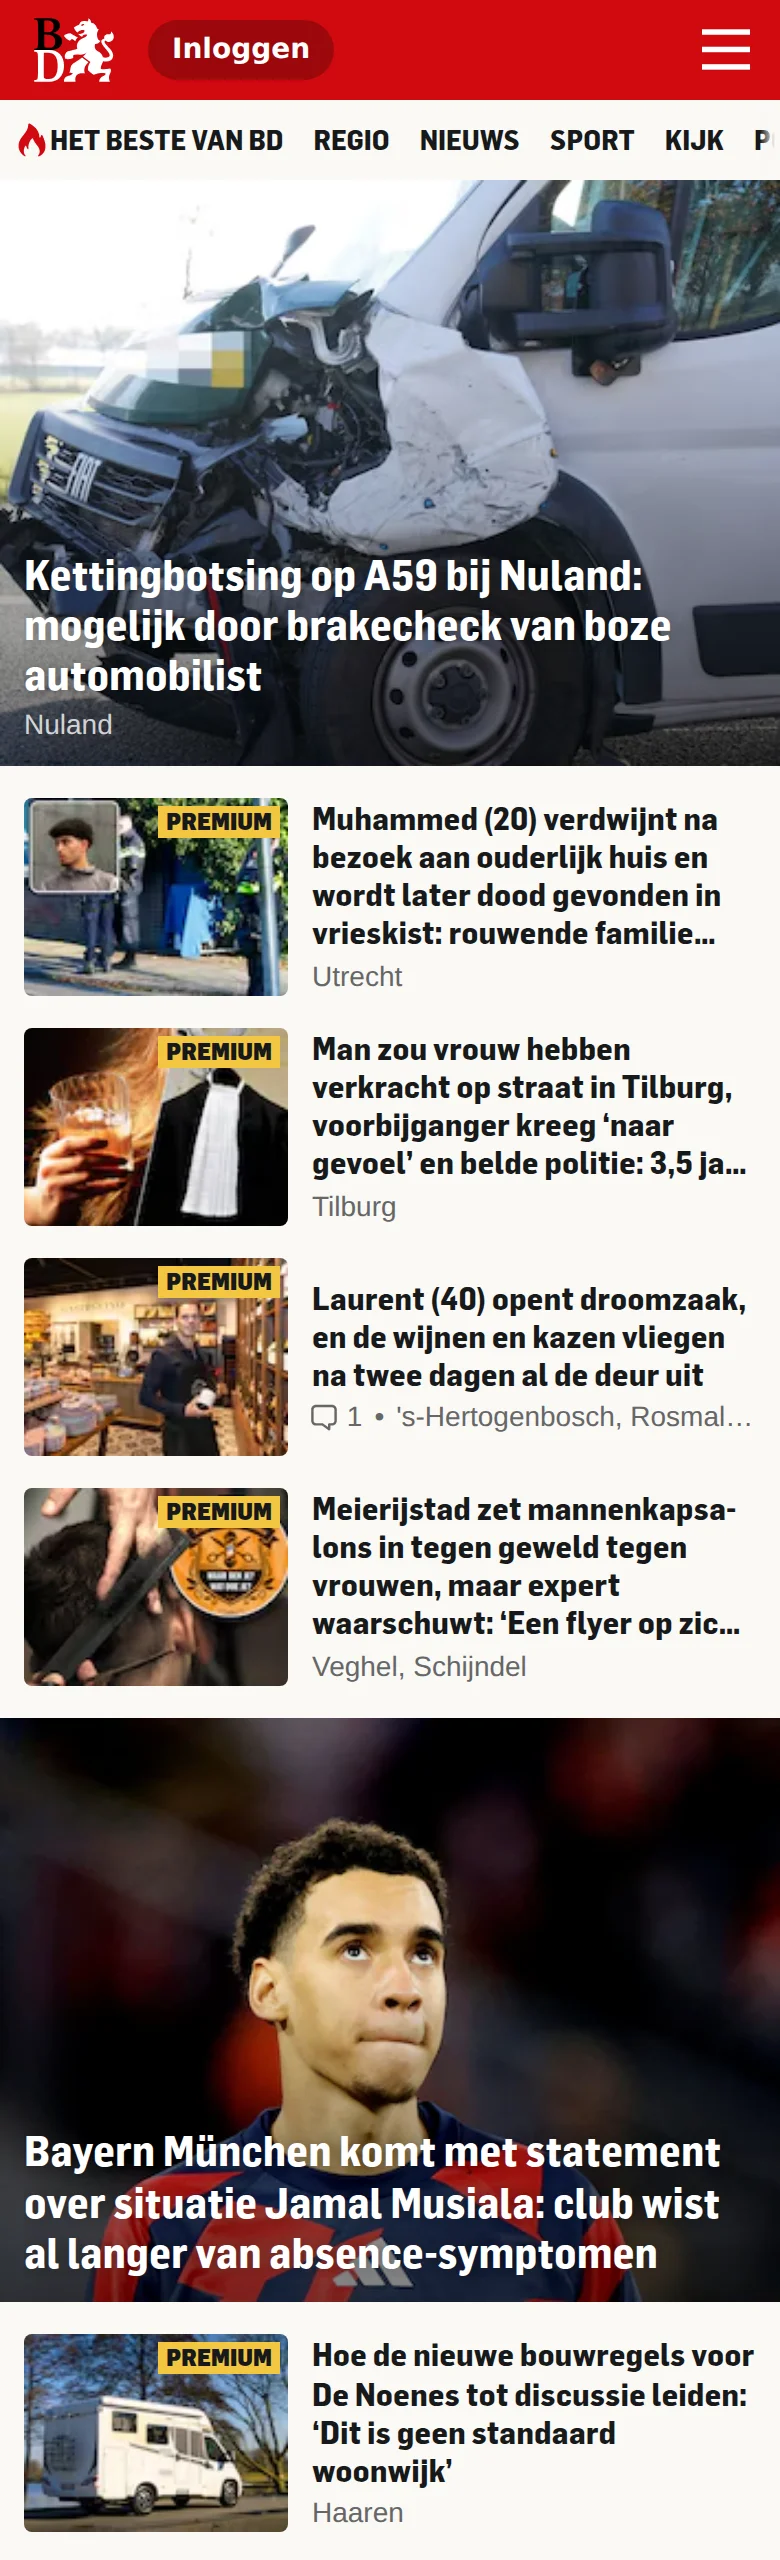 BD
Inloggen
HET BESTE VAN BD REGIO NIEUWS SPORT KIJK
FIAT
Kettingbotsing op A59 bij Nuland:
mogelijk door brakecheck van boze
automobilist
Nuland
PREMIUM
Muhammed (20) verdwijnt na
bezoek aan ouderlijk huis en
wordt later dood gevonden in
vrieskist: rouwende familie...
Utrecht
PREMIUM
Man zou vrouw hebben
verkracht op straat in Tilburg,
voorbijganger kreeg ‘naar
gevoel’ en belde politie: 3,5 ja...
Tilburg
PREMIUM
Laurent (40) opent droomzaak,
en de wijnen en kazen vliegen
na twee dagen al de deur uit
1 • 's-Hertogenbosch, Rosmal...
PREMIUM
Meierijstad zet mannenkapsa-
lons in tegen geweld tegen
vrouwen, maar expert
waarschuwt: ‘Een flyer op zic...
Veghel, Schijndel
Bayern München komt met statement
over situatie Jamal Musiala: club wist
al langer van absence-symptomen
PREMIUM
Hoe de nieuwe bouwregels voor
De Noenes tot discussie leiden:
‘Dit is geen standaard
woonwijk’
Haaren